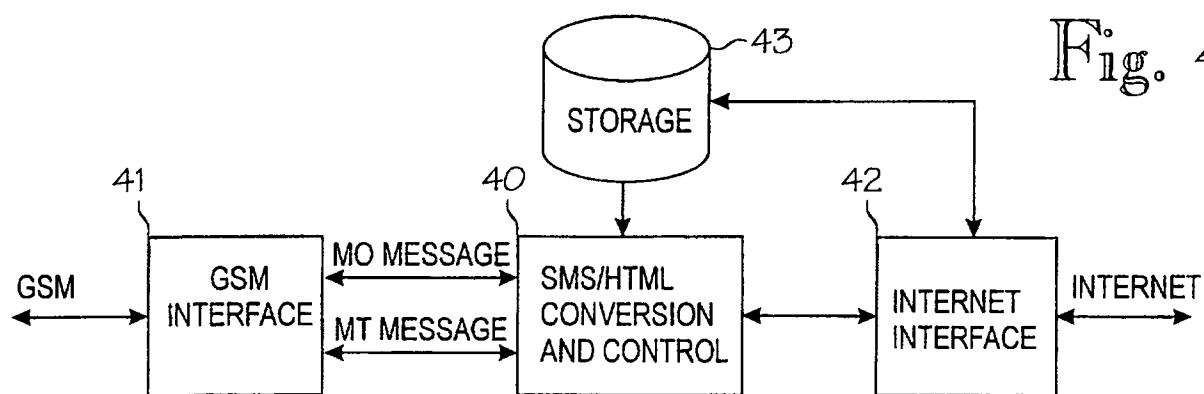 Fig. 4
43
STORAGE
41
40
42
GSM
GSM
INTERFACE
MO MESSAGE
MT MESSAGE
SMS/HTML
CONVERSION
AND CONTROL
INTERNET
INTERFACE
INTERNET